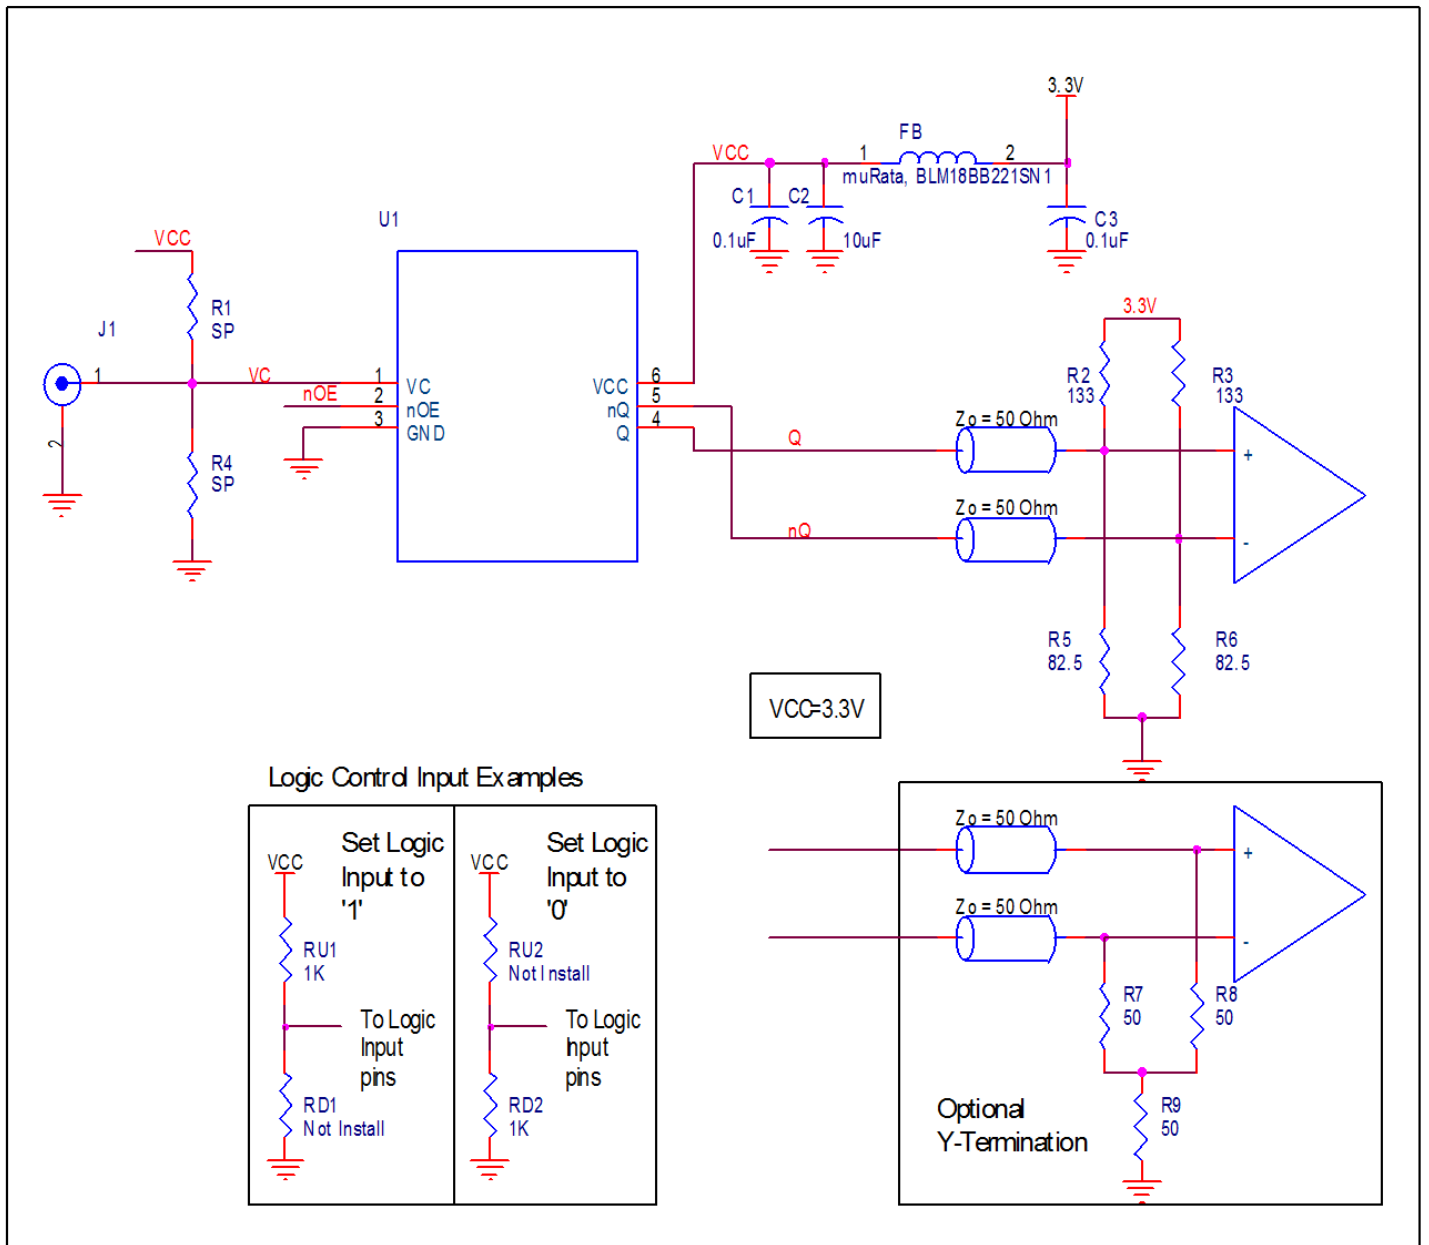 3.3V
FB
1
2
VCC
muRata, BLM18BB221SN1
C1
C2
0.1uF
10uF
C3
0.1uF
U1
VCC
R1
SP
J1
1
2
VC
nOE
R4
SP
1
2
3
VC
nOE
GND
VCC
nQ
Q
6
5
4
3.3V
R2
133
R3
133
Zo = 50 Ohm
Q
+
Zo = 50 Ohm
nQ
-
R5
82.5
R6
82.5
VCC=3.3V
Logic Control Input Examples
Set Logic
Input to
'1'
VCC
RU1
1K
To Logic
Input
pins
RD1
Not Install
Set Logic
Input to
'0'
VCC
RU2
Not Install
To Logic
Input
pins
RD2
1K
Zo = 50 Ohm
+
Zo = 50 Ohm
-
R7
50
R8
50
R9
50
Optional
Y-Termination